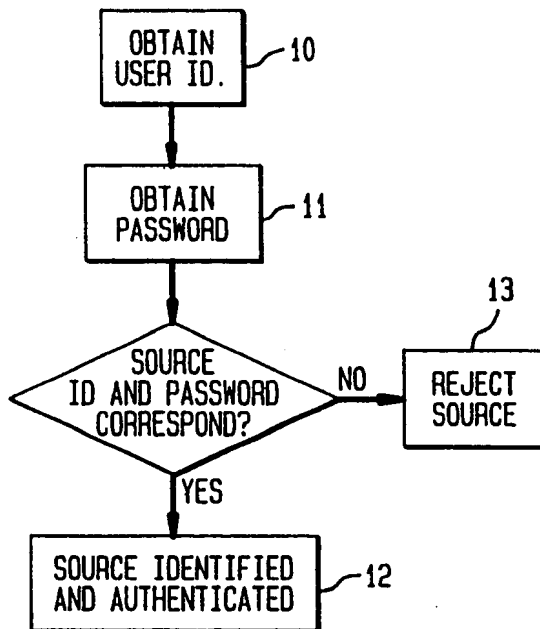 OBTAIN
USER ID.
10
OBTAIN
PASSWORD
11
SOURCE
ID AND PASSWORD
CORRESPOND?
NO
13
REJECT
SOURCE
YES
SOURCE IDENTIFIED
AND AUTHENTICATED
12